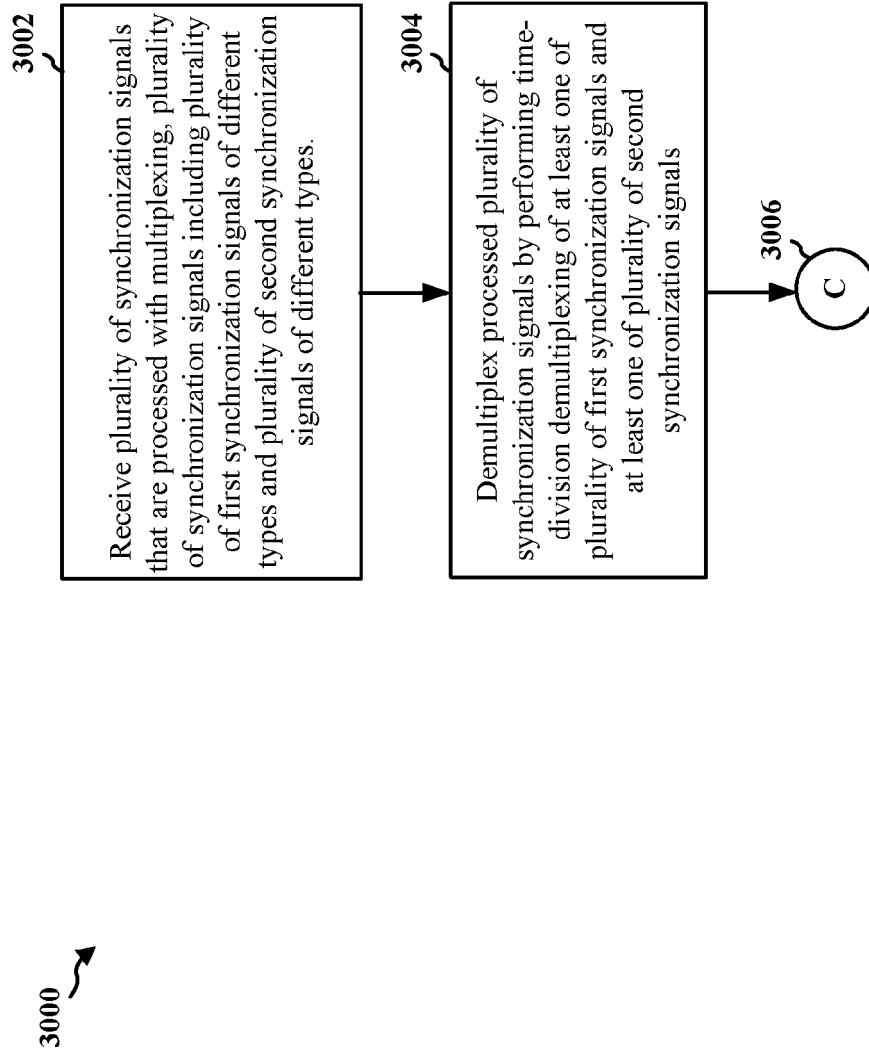 3000
3002
Receive plurality of synchronization signals
that are processed with multiplexing, plurality
of synchronization signals including plurality
of first synchronization signals of different
types and plurality of second synchronization
signals of different types.
3004
Demultiplex processed plurality of
synchronization signals by performing time-
division demultiplexing of at least one of
plurality of first synchronization signals and
at least one of plurality of second
synchronization signals
3006
C